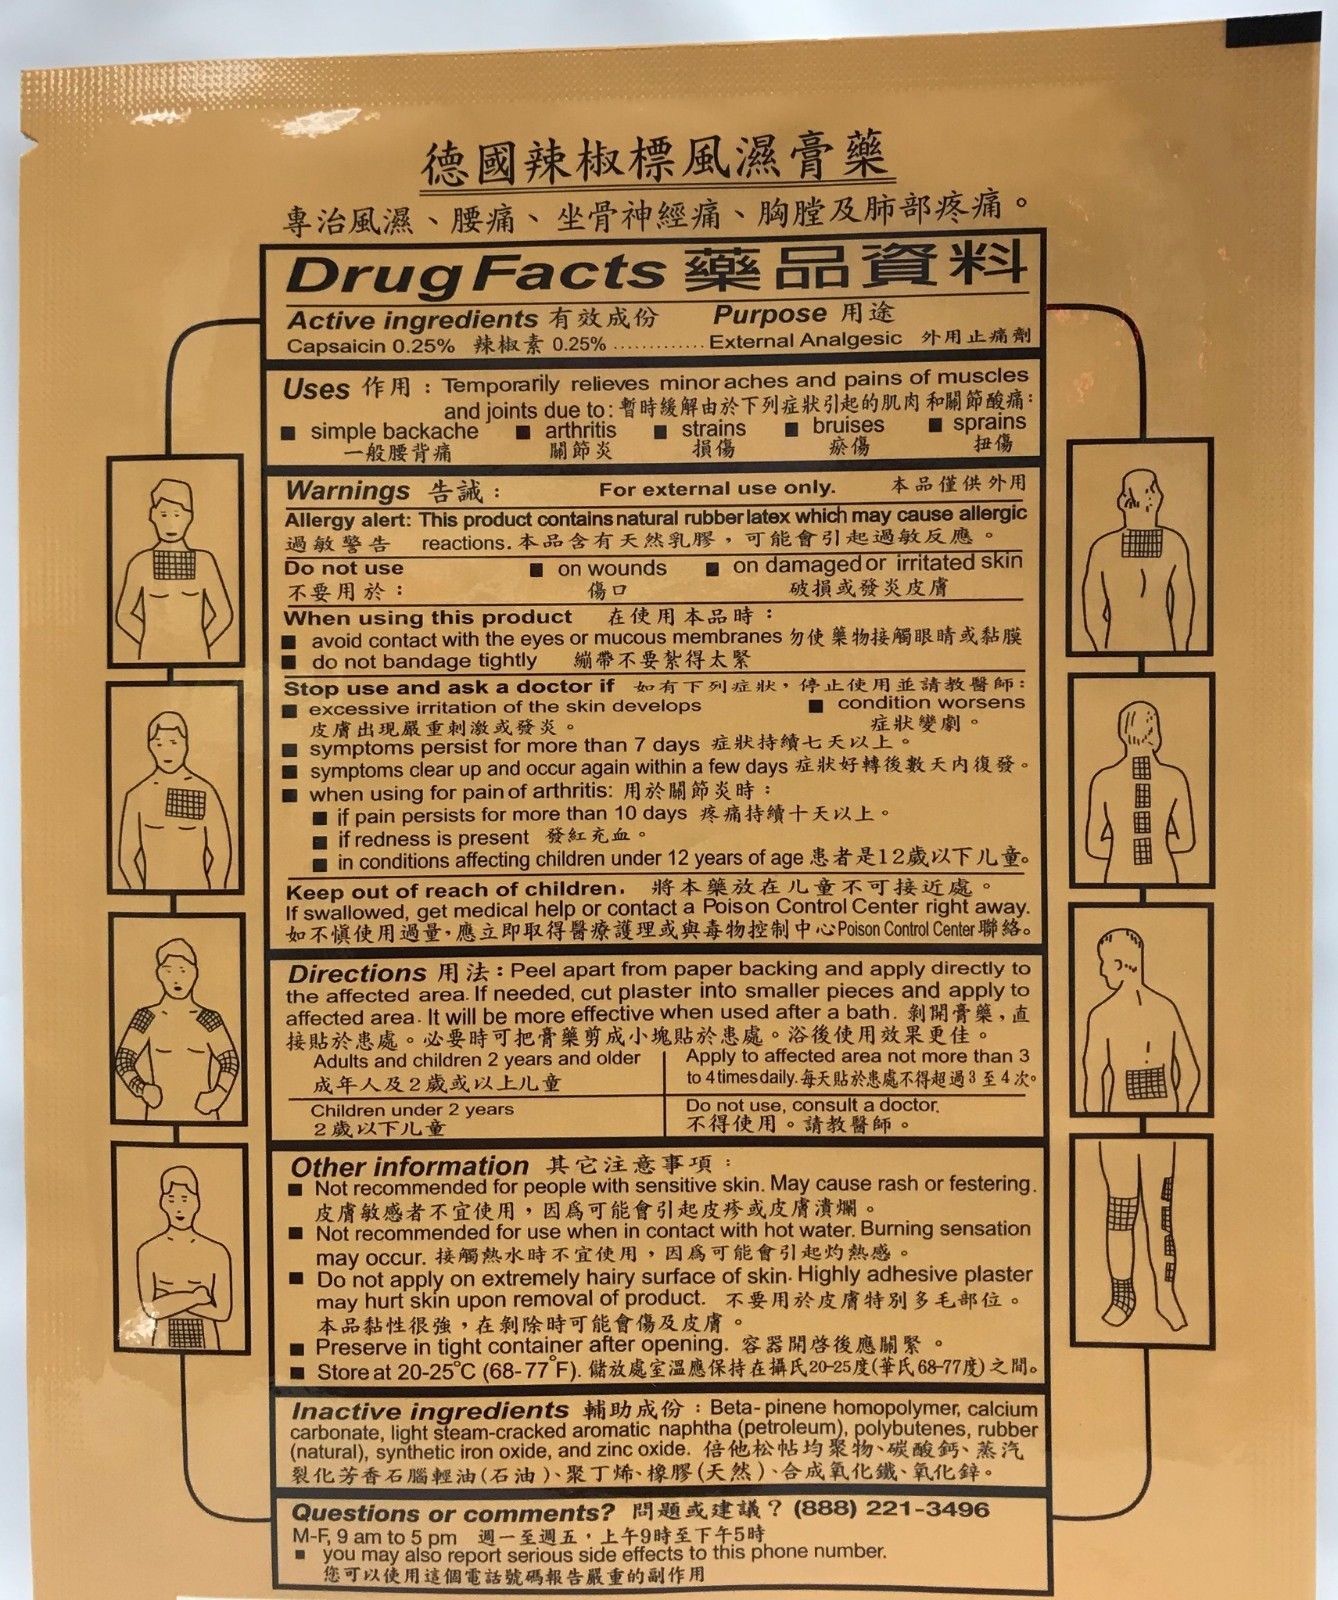 德國辣椒標風濕膏藥
專治風濕、腰痛、坐骨神經痛、胸膛及肺部疼痛。
Drug Facts 藥品資料
Active ingredients 有效成份 Purpose 用途
Capsaicin 0.25% 辣椒素 0.25% ............. External Analgesic 外用止痛劑
Uses 作用 : Temporarily relieves minor aches and pains of muscles
and joints due to: 暫時緩解由於下列症狀引起的肌肉和關節酸痛:
■ simple backache ■ arthritis ■ strains ■ bruises ■ sprains
一般腰背痛 關節炎 損傷 瘀傷 扭傷
Warnings 告誡 : For external use only. 本品僅供外用
Allergy alert: This product contains natural rubber latex which may cause allergic
過敏警告 reactions. 本品含有天然乳膠，可能會引起過敏反應。
Do not use ■ on wounds ■ on damaged or irritated skin
不要用於 : 傷口 破損或發炎皮膚
When using this product 在使用本品時 :
■ avoid contact with the eyes or mucous membranes 勿使藥物接觸眼睛或黏膜
■ do not bandage tightly 繃帶不要紮得太緊
Stop use and ask a doctor if 如有下列症狀，停止使用並請教醫師 :
■ excessive irritation of the skin develops ■ condition worsens
皮膚出現嚴重刺激或發炎。 症狀變劇。
■ symptoms persist for more than 7 days 症狀持續七天以上。
■ symptoms clear up and occur again within a few days 症狀好轉後數天內復發。
■ when using for pain of arthritis: 用於關節炎時 :
■ if pain persists for more than 10 days 疼痛持續十天以上。
■ if redness is present 發紅充血。
■ in conditions affecting children under 12 years of age 患者是12歲以下儿童。
Keep out of reach of children. 將本藥放在儿童不可接近處。
If swallowed, get medical help or contact a Poison Control Center right away.
如不慎使用過量，應立即取得醫療護理或與毒物控制中心Poison Control Center聯絡。
Directions 用法 : Peel apart from paper backing and apply directly to
the affected area. If needed, cut plaster into smaller pieces and apply to
affected area. It will be more effective when used after a bath. 剝開膏藥，直
接貼於患處。必要時可把膏藥剪成小塊貼於患處。浴後使用效果更佳。
Adults and children 2 years and older Apply to affected area not more than 3
成年人及2歲或以上儿童 to 4 times daily. 每天貼於患處不得超過3至4次。
Children under 2 years Do not use, consult a doctor.
2歲以下儿童 不得使用。請教醫師。
Other information 其它注意事項 :
■ Not recommended for people with sensitive skin. May cause rash or festering.
皮膚敏感者不宜使用，因爲可能會引起皮疹或皮膚潰爛。
■ Not recommended for use when in contact with hot water. Burning sensation
may occur. 接觸熱水時不宜使用，因爲可能會引起灼熱感。
■ Do not apply on extremely hairy surface of skin. Highly adhesive plaster
may hurt skin upon removal of product. 不要用於皮膚特別多毛部位。
本品黏性很強，在剝除時可能會傷及皮膚。
■ Preserve in tight container after opening. 容器開啓後應關緊。
■ Store at 20-25°C (68-77°F). 儲放處室溫應保持在攝氏20-25度(華氏68-77度)之間。
Inactive ingredients 輔助成份 : Beta-pinene homopolymer, calcium
carbonate, light steam-cracked aromatic naphtha (petroleum), polybutenes, rubber
(natural), synthetic iron oxide, and zinc oxide. 倍他松帖均聚物、碳酸鈣、蒸汽
裂化芳香石腦輕油(石油)、聚丁烯、橡膠(天然)、合成氧化鐵、氧化鋅。
Questions or comments? 問題或建議? (888) 221-3496
M-F, 9 am to 5 pm 週一至週五，上午9時至下午5時
■ you may also report serious side effects to this phone number.
您可以使用這個電話號碼報告嚴重的副作用